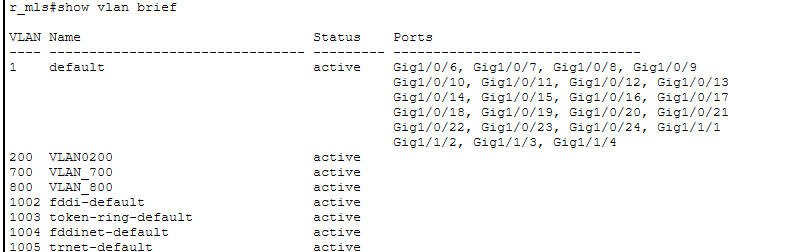 r_mls#show vlan brief
VLAN Name                             Status    Ports
---- -------------------------------- --------- -------------------------------
1    default                          active    Gig1/0/6, Gig1/0/7, Gig1/0/8, Gig1/0/9
                                                Gig1/0/10, Gig1/0/11, Gig1/0/12, Gig1/0/13
                                                Gig1/0/14, Gig1/0/15, Gig1/0/16, Gig1/0/17
                                                Gig1/0/18, Gig1/0/19, Gig1/0/20, Gig1/0/21
                                                Gig1/0/22, Gig1/0/23, Gig1/0/24, Gig1/1/1
                                                Gig1/1/2, Gig1/1/3, Gig1/1/4
200  VLAN0200                         active
700  VLAN_700                         active
800  VLAN_800                         active
1002 fddi-default                     active
1003 token-ring-default               active
1004 fddinet-default                  active
1005 trnet-default                    active